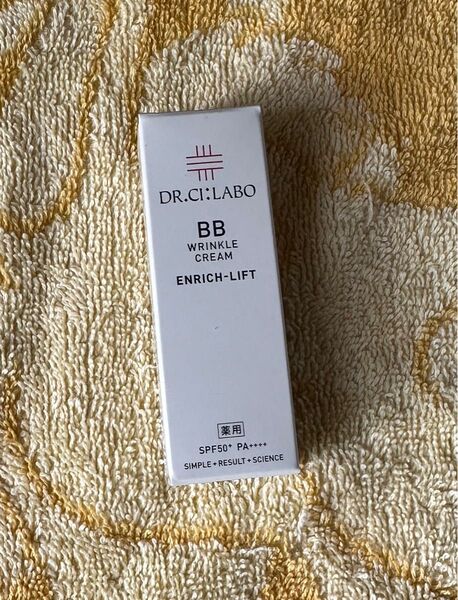 DR.CI:LABO
BB
WRINKLE
CREAM
ENRICH-LIFT
薬用
SPF50+ PA++++
SIMPLE+RESULT+SCIENCE